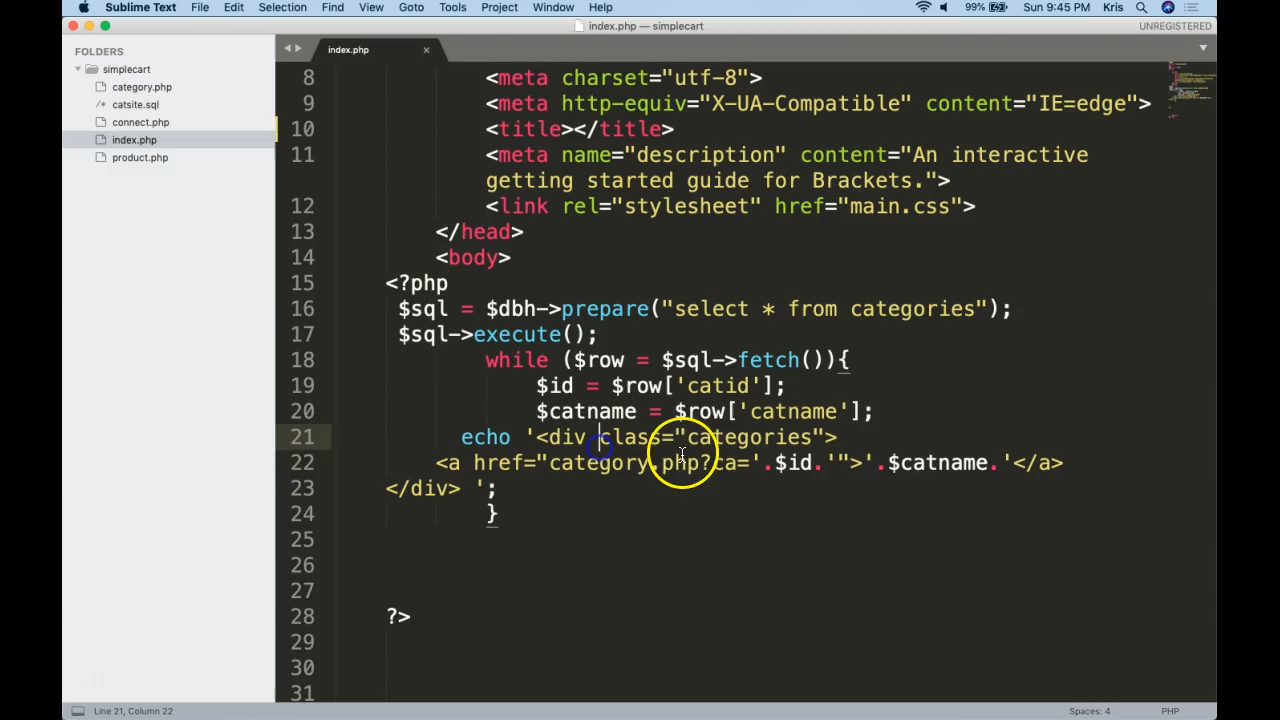 Sublime Text File Edit Selection Find View Goto Tools Project Window Help 99% Sun 9:45 PM Kris
index.php — simplecart UNREGISTERED
FOLDERS
simplecart
category.php
/* catsite.sql
connect.php
index.php
product.php
index.php ×
8 <meta charset="utf-8">
9 <meta http-equiv="X-UA-Compatible" content="IE=edge">
10 <title></title>
11 <meta name="description" content="An interactive
getting started guide for Brackets.">
12 <link rel="stylesheet" href="main.css">
13 </head>
14 <body>
15 <?php
16 $sql = $dbh->prepare("select * from categories");
17 $sql->execute();
18 while ($row = $sql->fetch()){
19 $id = $row['catid'];
20 $catname = $row['catname'];
21 echo '<div class="categories">
22 <a href="category.php?ca='.$id.'">'.$catname.'</a>
23 </div> ';
24 }
25
26
27
28 ?>
29
30
31
Line 21, Column 22 Spaces: 4 PHP